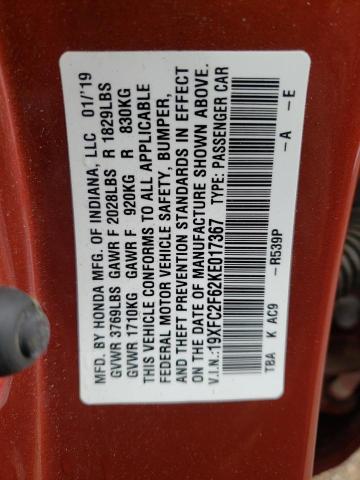 MFD. BY HONDA MFG. OF INDIANA, LLC 01/'19
GVWR 3769LBS GAWR F 2028LBS R 1829LBS
GVWR 1710KG GAWR F 920KG R 830KG
THIS VEHICLE CONFORMS TO ALL APPLICABLE
FEDERAL MOTOR VEHICLE SAFETY, BUMPER,
AND THEFT PREVENTION STANDARDS IN EFFECT
ON THE DATE OF MANUFACTURE SHOWN ABOVE.
V.I.N.:19XFC2F62KE017367 TYPE: PASSENGER CAR
TBA K AC9 -R539P -A -E